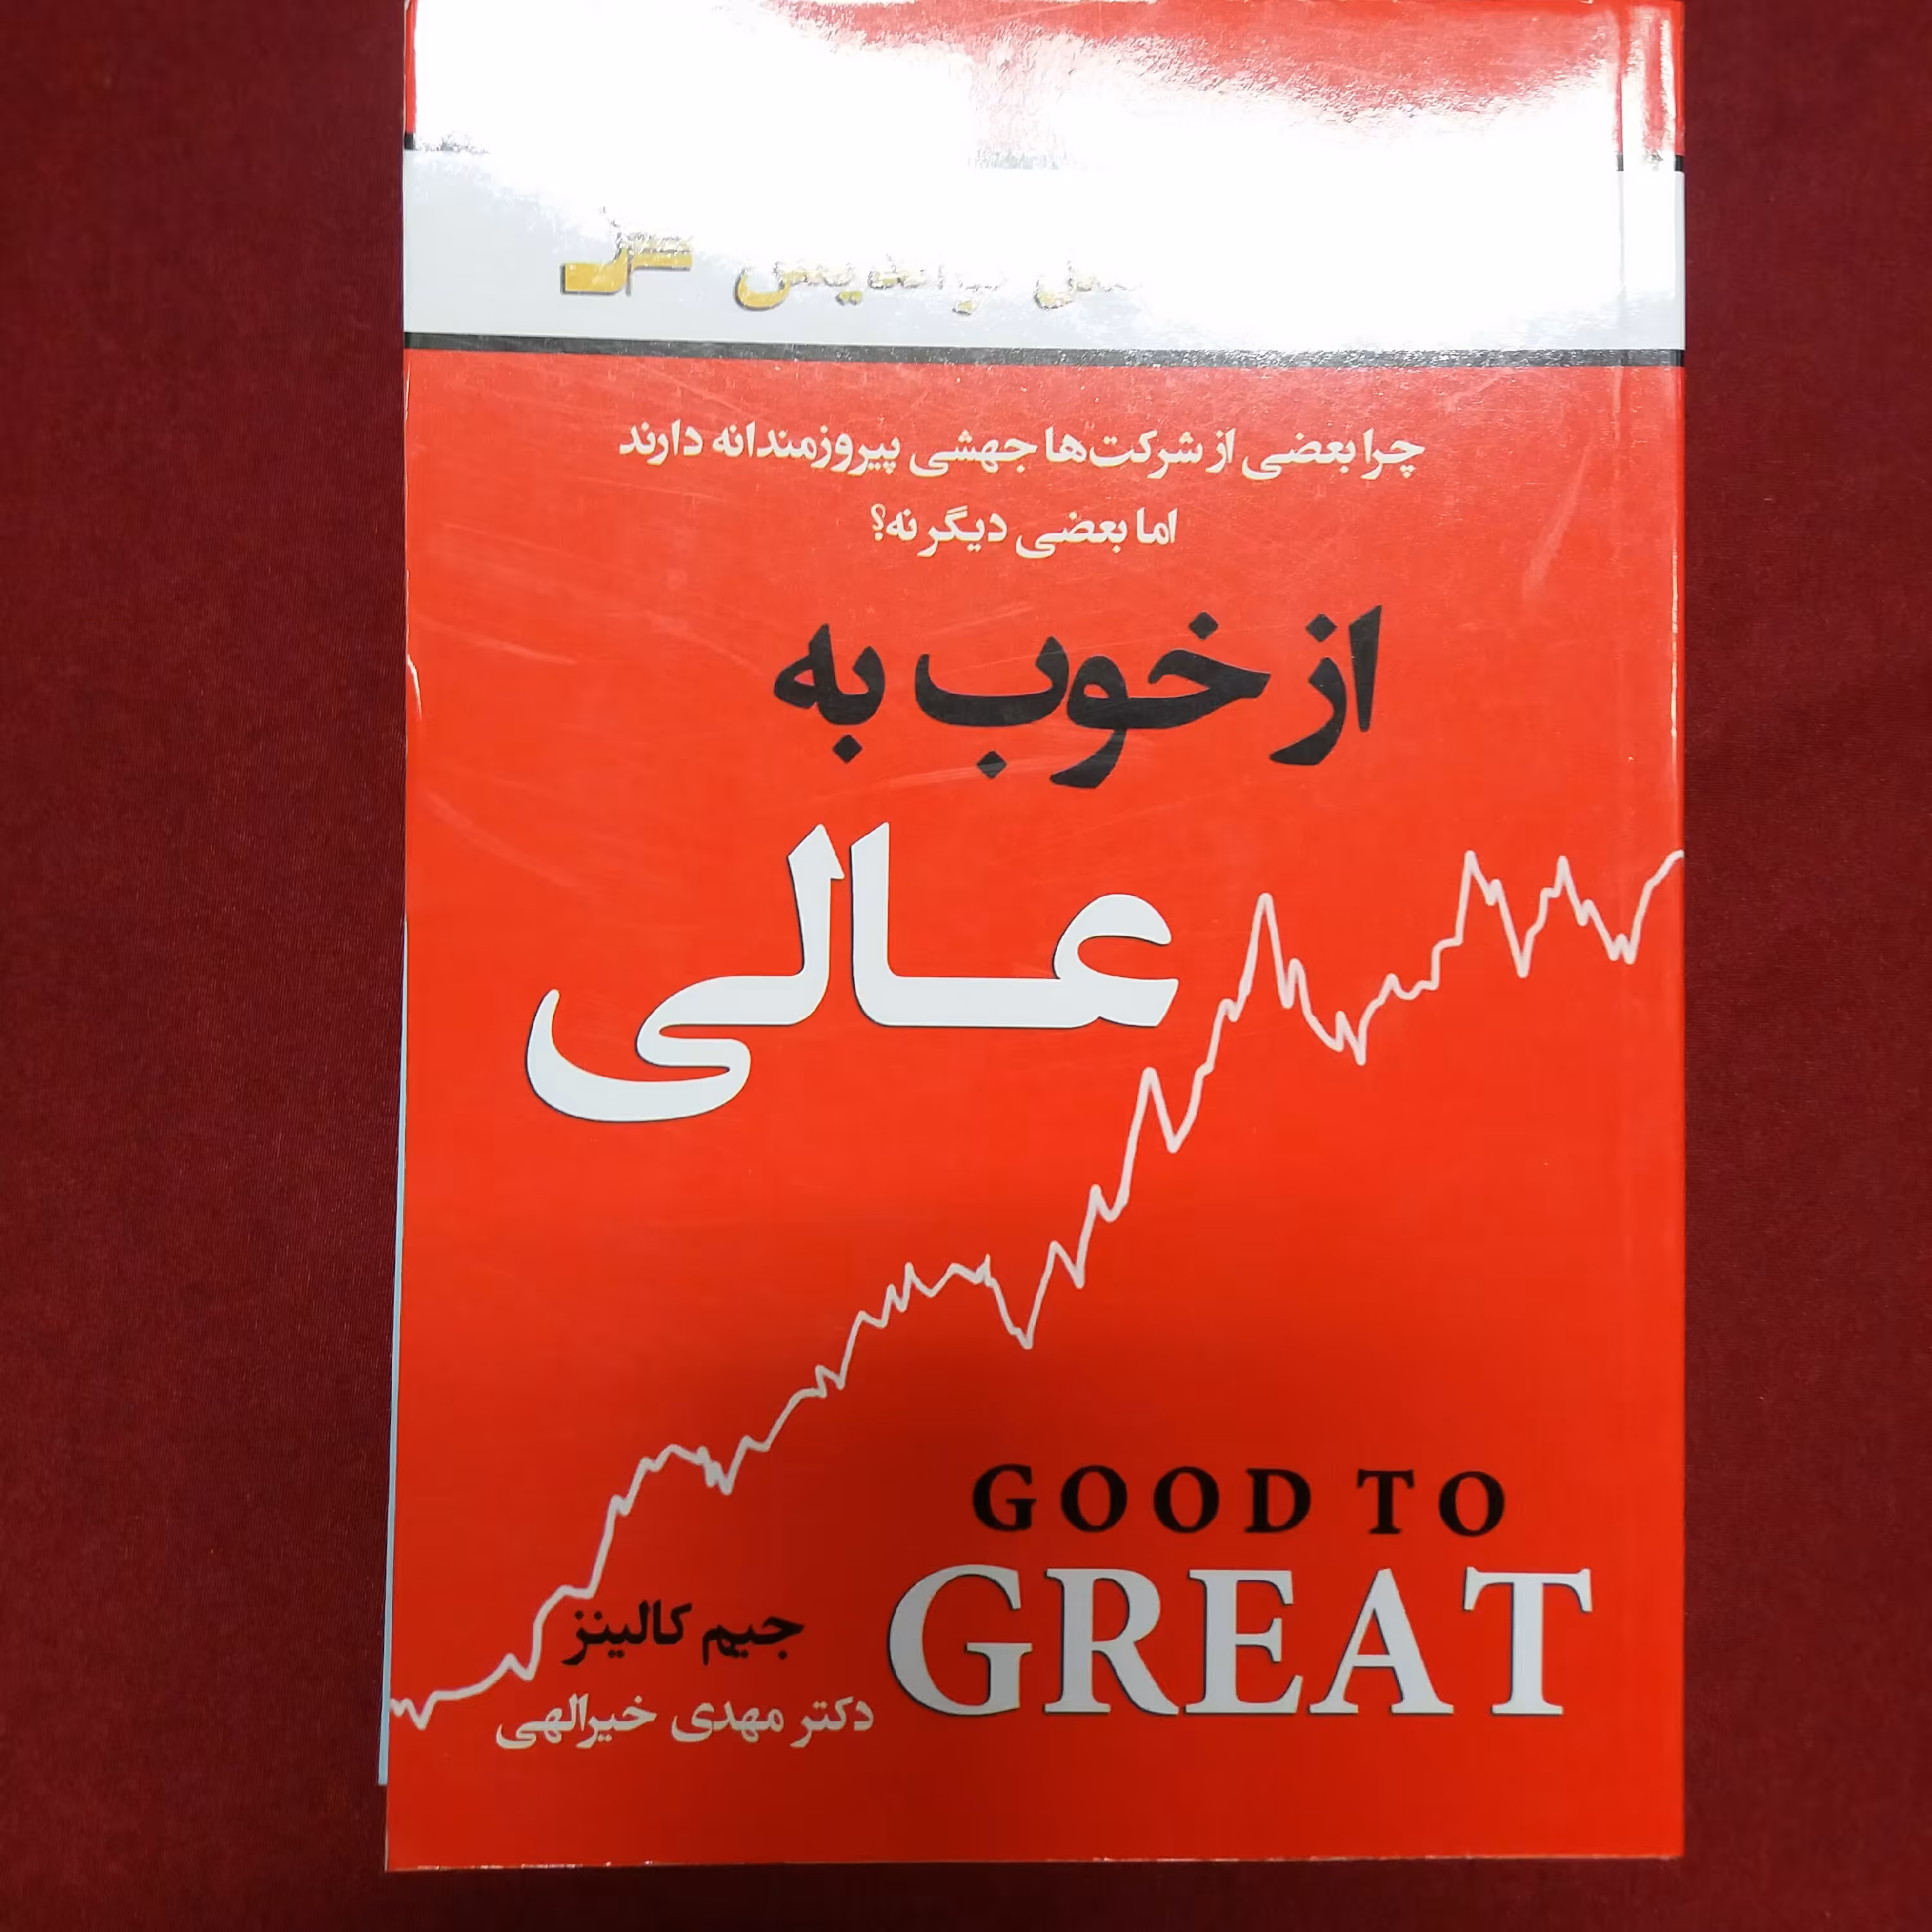 چرا بعضی از شرکت‌ها جهشی پیروزمندانه دارند
اما بعضی دیگر نه؟
از خوب به
عالی
GOOD TO
GREAT
جیم کالینز
دکتر مهدی خیرالهی